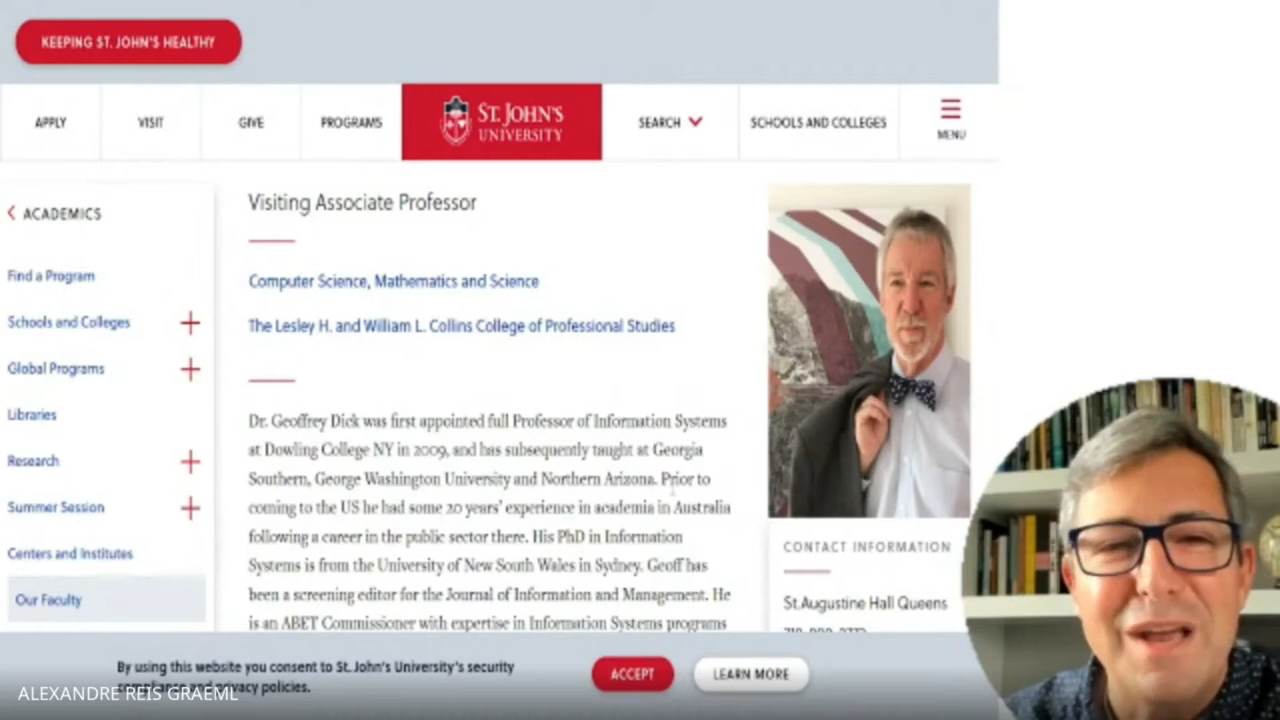 KEEPING ST. JOHN'S HEALTHY
APPLY
VISIT
GIVE
PROGRAMS
ST. JOHN'S
UNIVERSITY
SEARCH
SCHOOLS AND COLLEGES
MENU
ACADEMICS
Find a Program
Schools and Colleges
Global Programs
Libraries
Research
Summer Session
Centers and Institutes
Our Faculty
Visiting Associate Professor
Computer Science, Mathematics and Science
The Lesley H. and William L. Collins College of Professional Studies
Dr. Geoffrey Dick was first appointed full Professor of Information Systems
at Dowling College NY in 2009, and has subsequently taught at Georgia
Southern, George Washington University and Northern Arizona. Prior to
coming to the US he had some 20 years' experience in academia in Australia
following a career in the public sector there. His PhD in Information
Systems is from the University of New South Wales in Sydney. Geoff has
been a screening editor for the Journal of Information and Management. He
is an ABET Commissioner with expertise in Information Systems programs
CONTACT INFORMATION
St.Augustine Hall Queens
By using this website you consent to St. John's University's security
compliance and privacy policies.
ACCEPT
LEARN MORE
ALEXANDRE REIS GRAEML